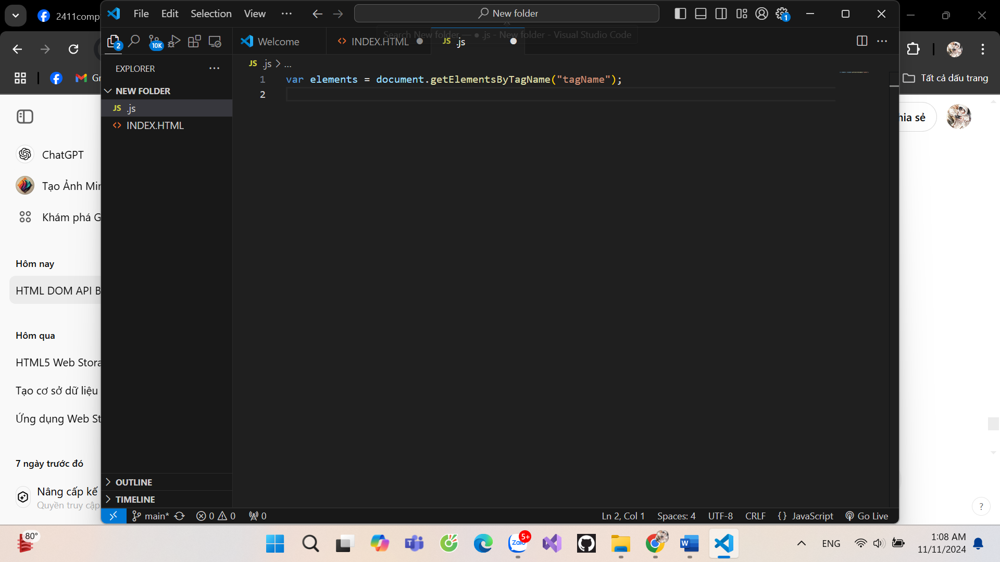 2411comp
File Edit Selection View
New folder
1
Search New folder — ● .js - New folder - Visual Studio Code
2
10K
Welcome
INDEX.HTML
JS .js
EXPLORER
JS .js > ...
NEW FOLDER
JS .js
INDEX.HTML
1 var elements = document.getElementsByTagName("tagName");
2
OUTLINE
TIMELINE
main* 0 0 0
Ln 2, Col 1 Spaces: 4 UTF-8 CRLF {} JavaScript Go Live
Tất cả dấu trang
ChatGPT
Tạo Ảnh
Khám phá
Hôm nay
HTML DOM API
Hôm qua
HTML5 Web
Tạo cơ sở dữ liệu
Ứng dụng Web
7 ngày trước đó
Nâng cấp kế
Quyền truy cập
sẻ
?
80°
Zalo
5+
ENG
1:08 AM
11/11/2024